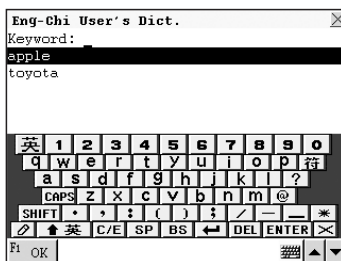 Eng-Chi User's Dict.
Keyword:
apple
toyota
英 1 2 3 4 5 6 7 8 9 0
q w e r t y u i o p 符
a s d f g h j k l ?
CAPS z x c v b n m @
SHIFT · , : ( ) ; / - _ *
⬆ 英 C/E SP BS ↵ DEL ENTER
F1 OK